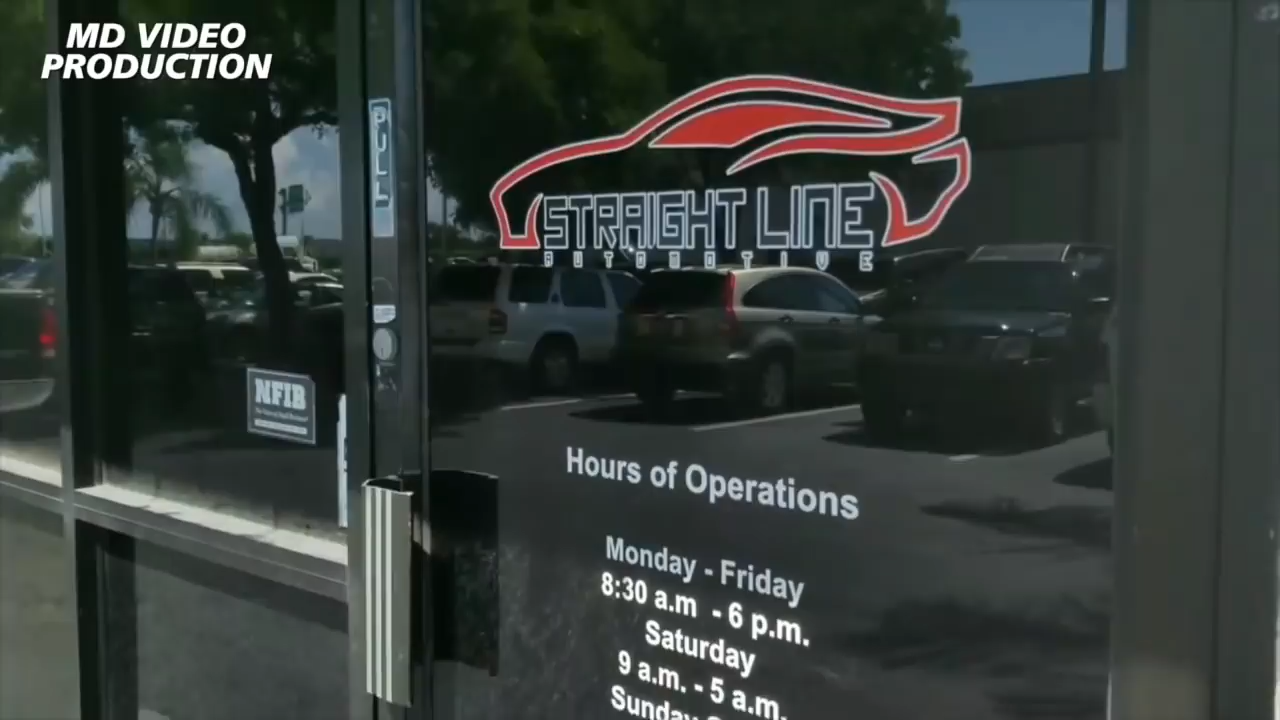 MD VIDEO
PRODUCTION
PULL
STRAIGHT LINE
AUTOMOTIVE
NFIB
Hours of Operations
Monday - Friday
8:30 a.m - 6 p.m.
Saturday
9 a.m. - 5 a.m.
Sunday